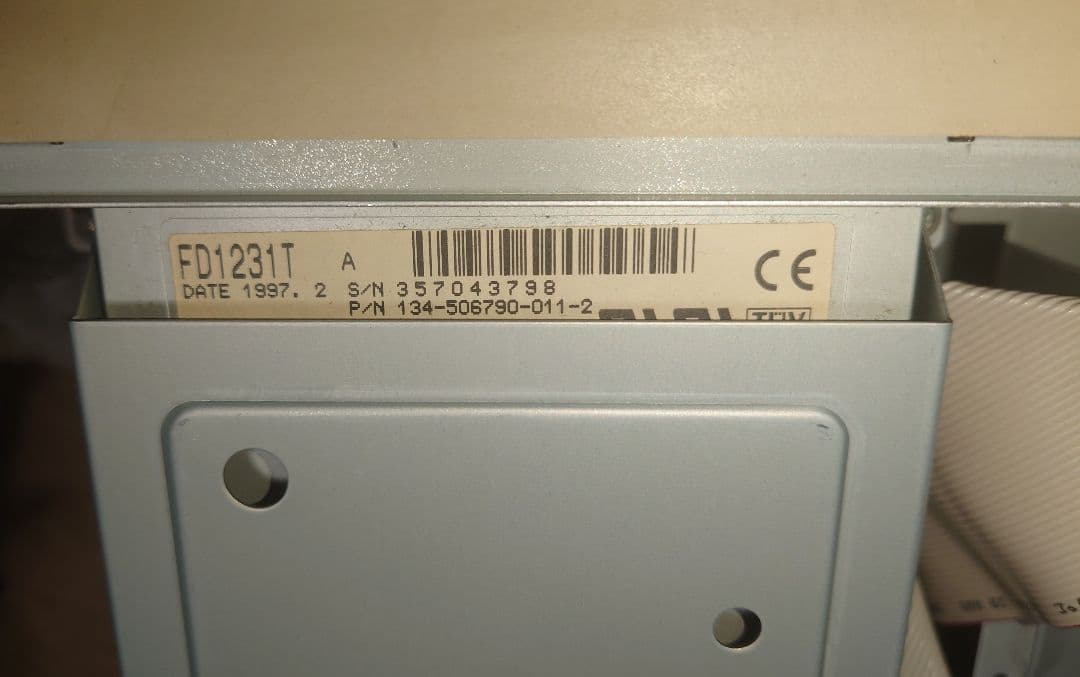 FD1231T A
DATE 1997. 2 S/N 357043798
P/N 134-506790-011-2
CE
TÜV